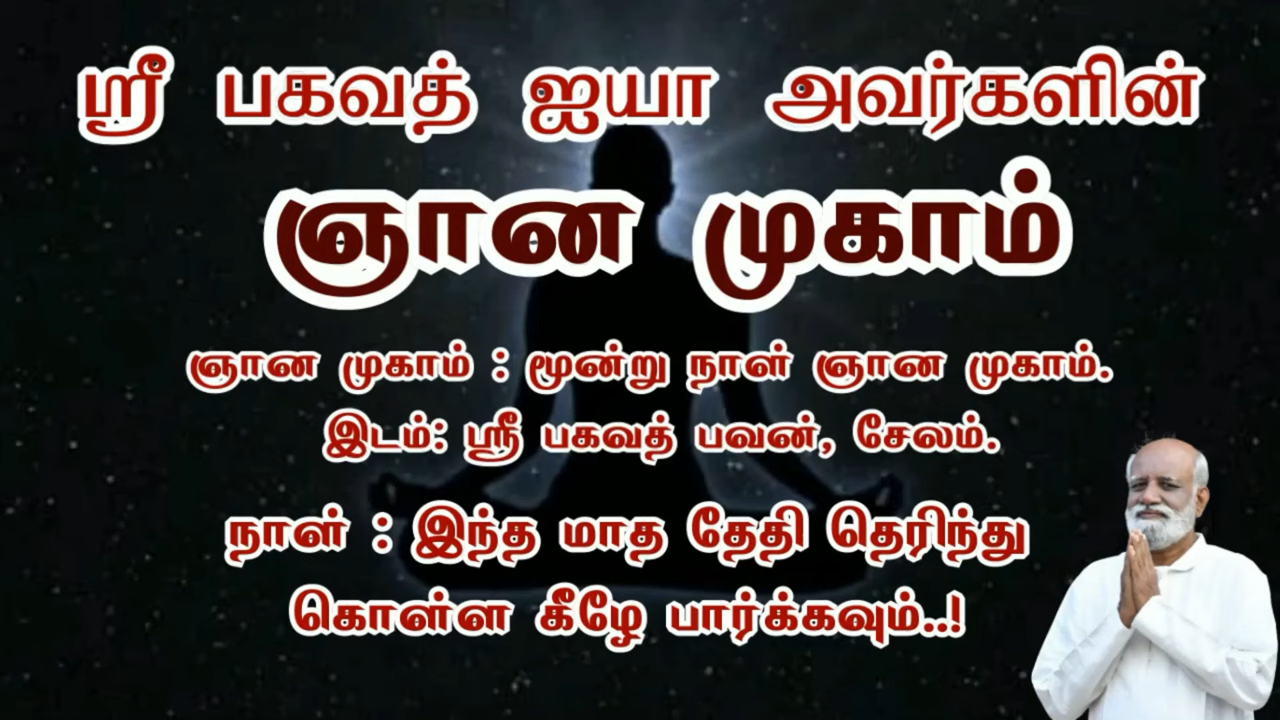 ஸ்ரீ பகவத் ஐயா அவர்களின்
ஞான முகாம்
ஞான முகாம் : மூன்று நாள் ஞான முகாம்.
இடம்: ஸ்ரீ பகவத் பவன், சேலம்.
நாள் : இந்த மாத தேதி தெரிந்து
கொள்ள கீழே பார்க்கவும்..!